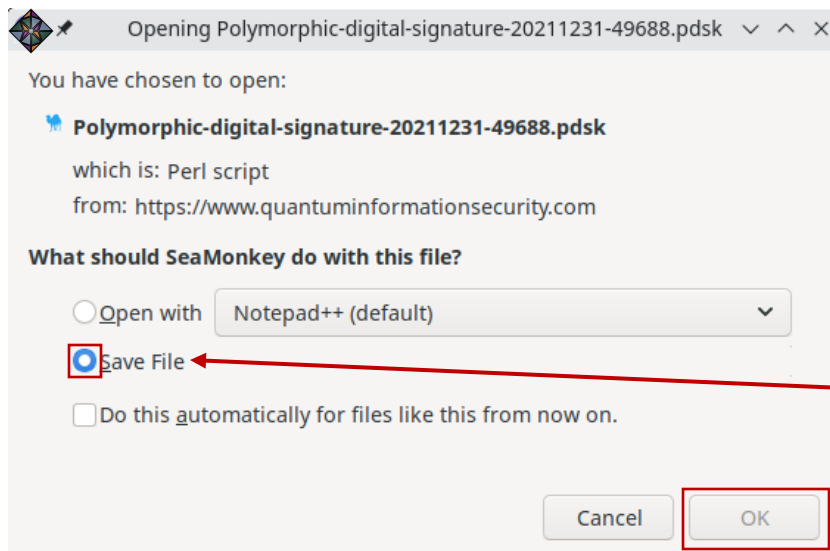 Opening Polymorphic-digital-signature-20211231-49688.pdsk
You have chosen to open:
Polymorphic-digital-signature-20211231-49688.pdsk
which is: Perl script
from: https://www.quantuminformationsecurity.com
What should SeaMonkey do with this file?
Open with Notepad++ (default)
Save File
Do this automatically for files like this from now on.
Cancel OK